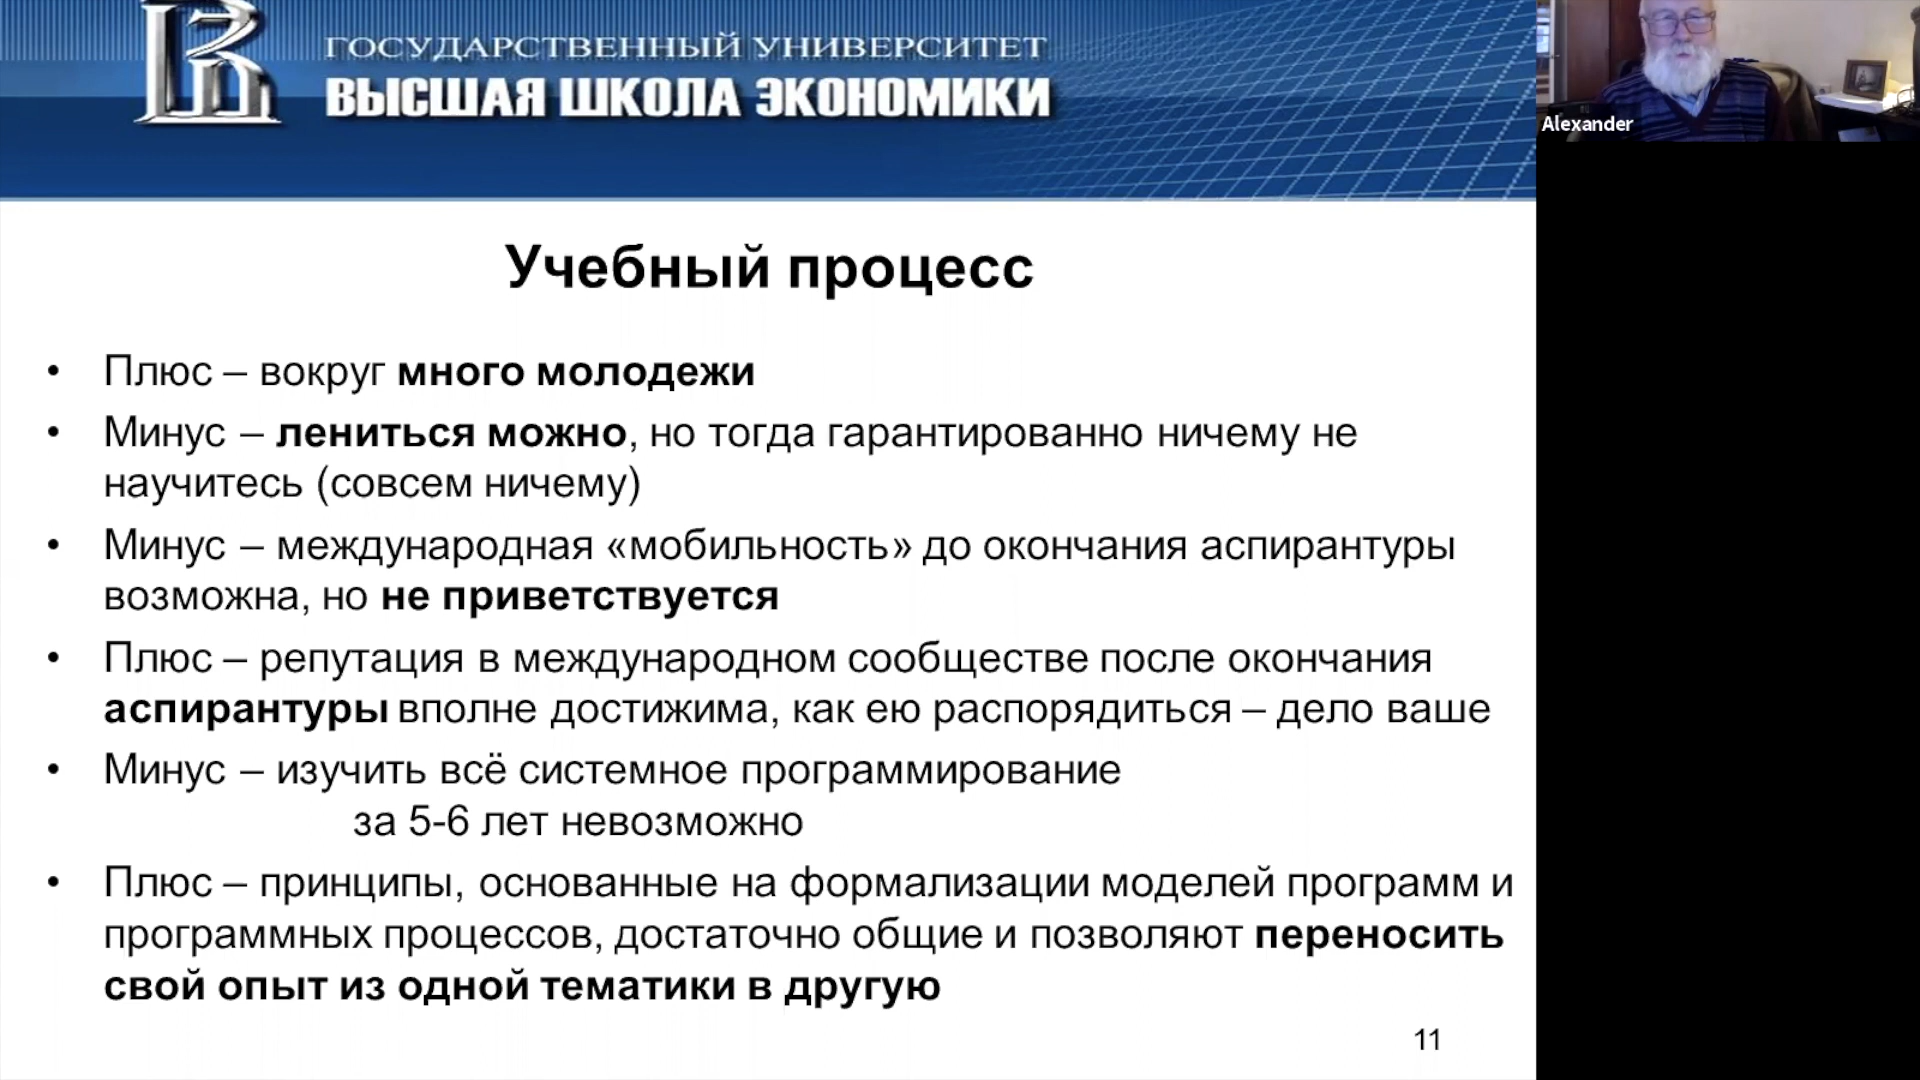 ГОСУДАРСТВЕННЫЙ УНИВЕРСИТЕТ
ВЫСШАЯ ШКОЛА ЭКОНОМИКИ
Alexander
Учебный процесс
• Плюс – вокруг много молодежи
• Минус – лениться можно, но тогда гарантированно ничему не
научитесь (совсем ничему)
• Минус – международная «мобильность» до окончания аспирантуры
возможна, но не приветствуется
• Плюс – репутация в международном сообществе после окончания
аспирантуры вполне достижима, как ею распорядиться – дело ваше
• Минус – изучить всё системное программирование
за 5-6 лет невозможно
• Плюс – принципы, основанные на формализации моделей программ и
программных процессов, достаточно общие и позволяют переносить
свой опыт из одной тематики в другую
11